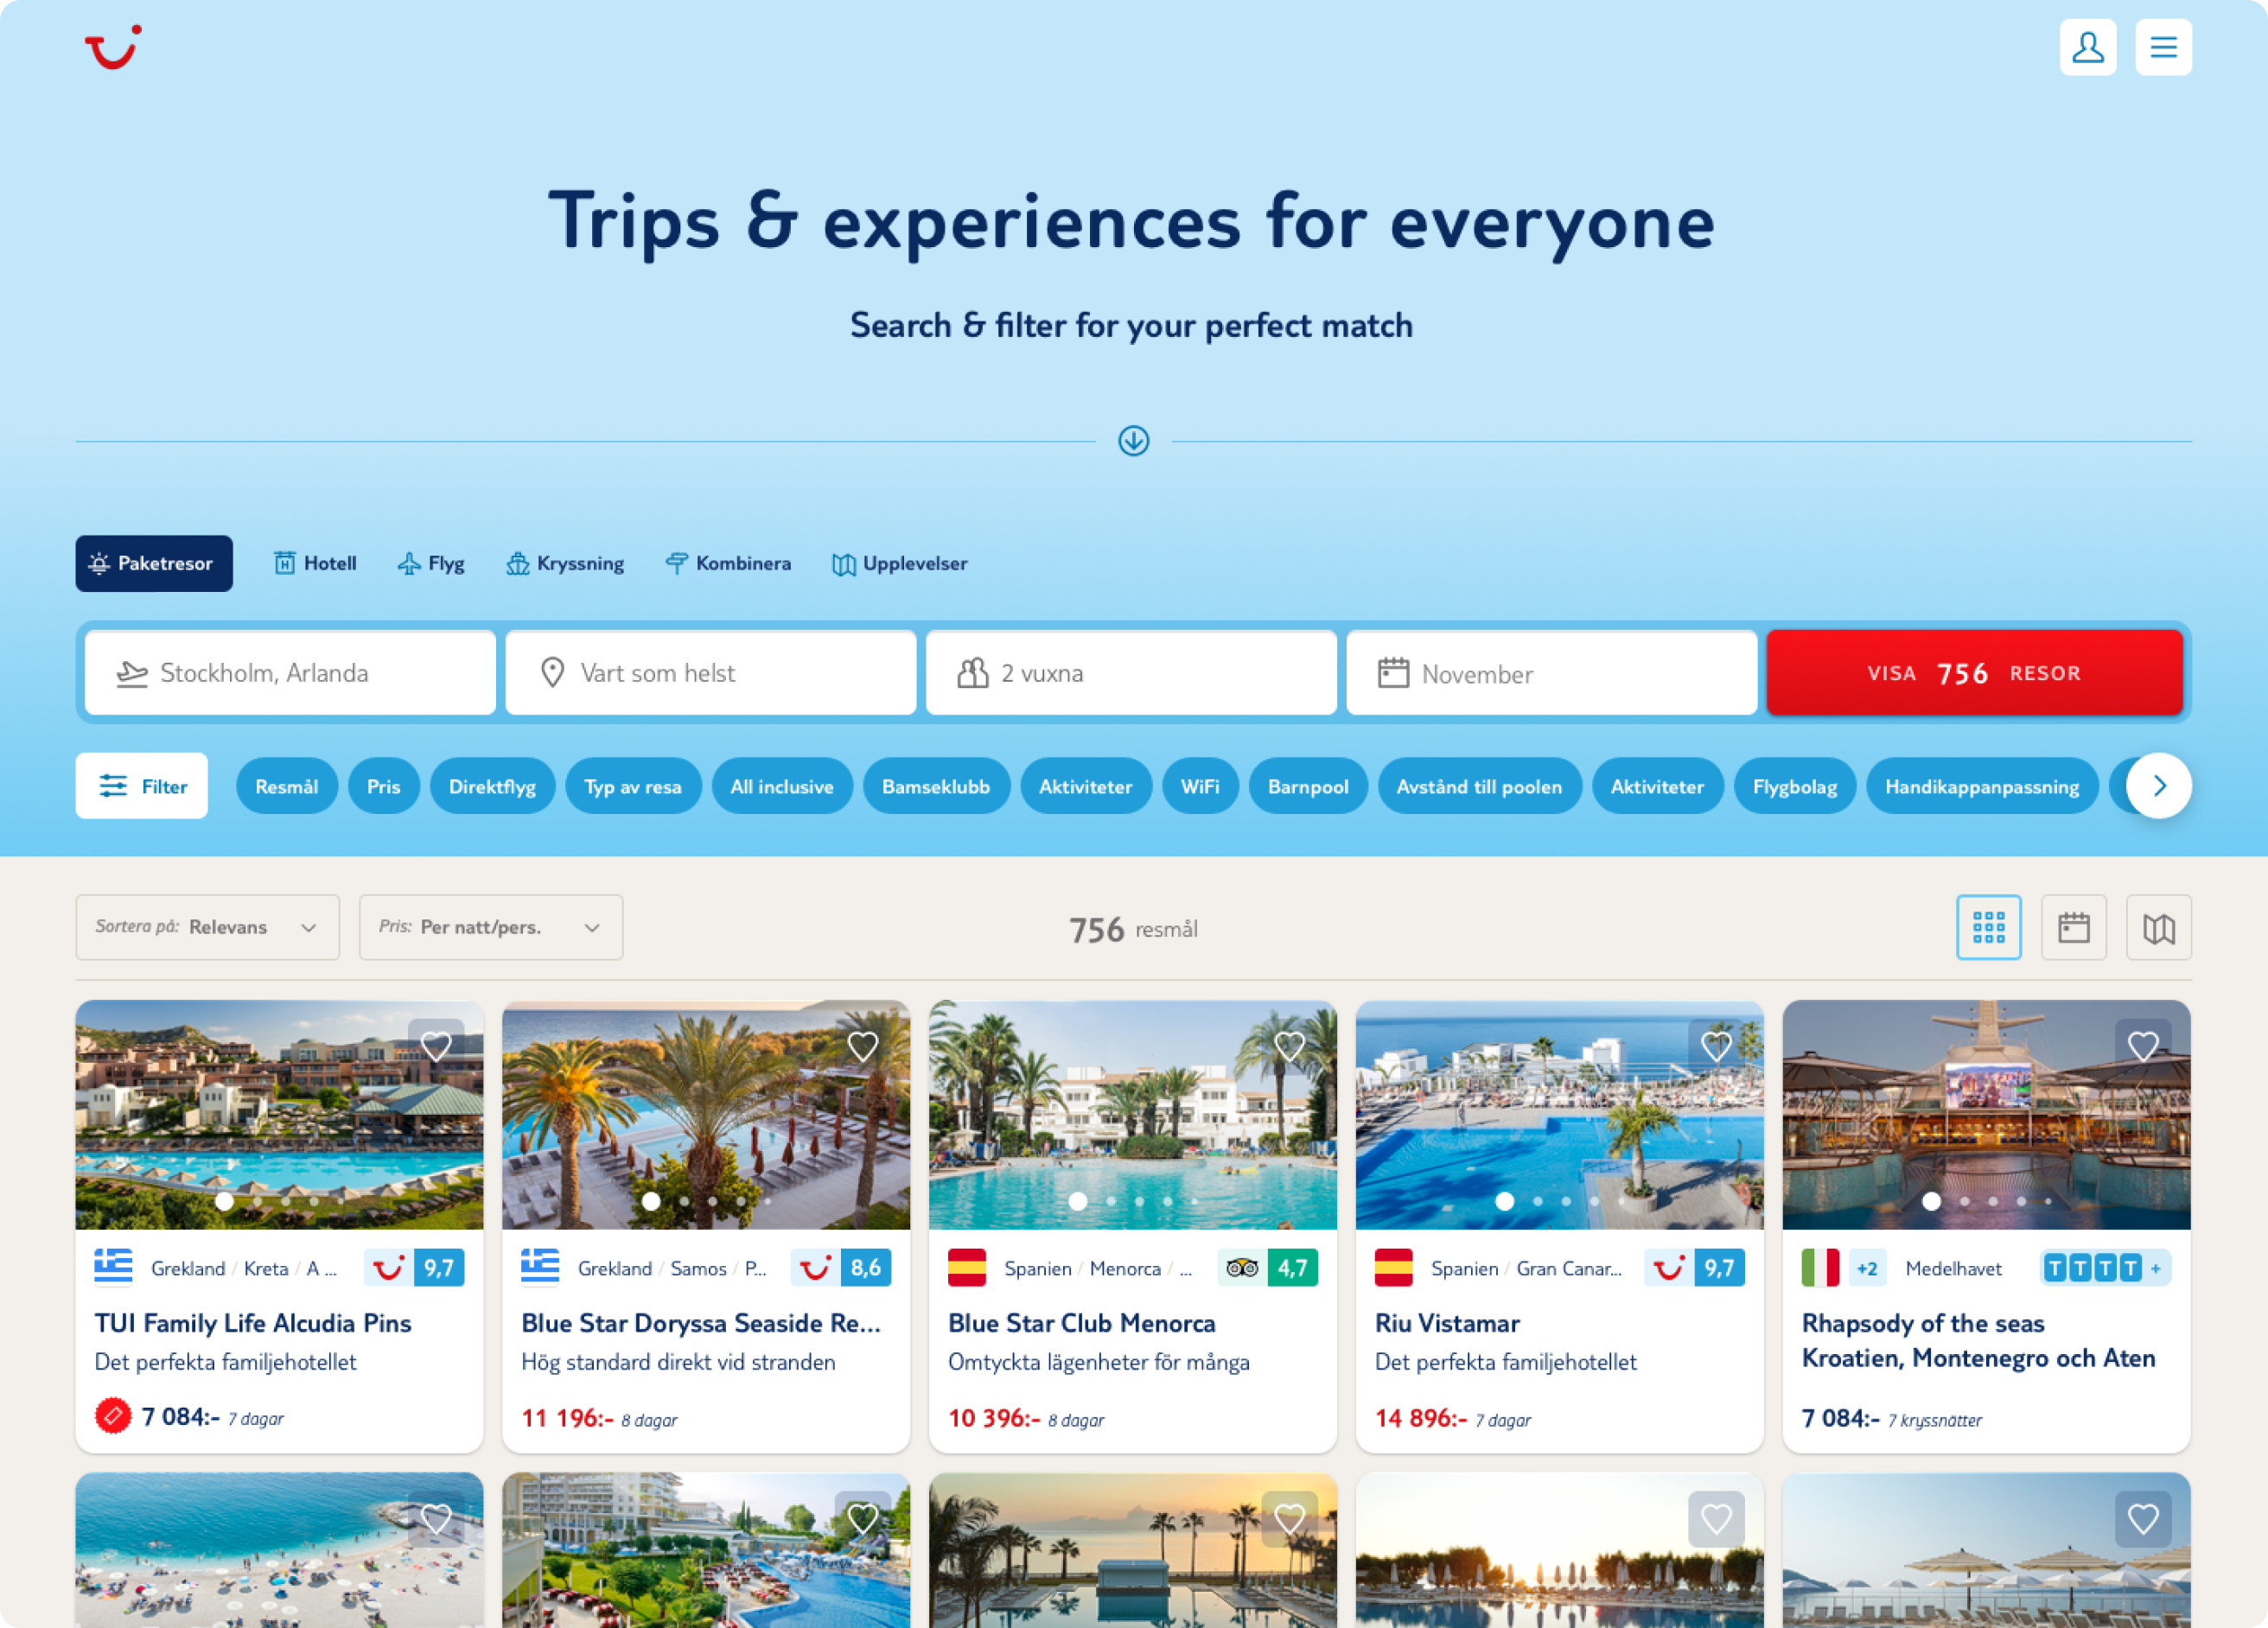 Trips & experiences for everyone
Search & filter for your perfect match
Paketresor Hotell Flyg Kryssning Kombinera Upplevelser
Stockholm, Arlanda Vart som helst 2 vuxna November VISA 756 RESOR
Filter Resmål Pris Direktflyg Typ av resa All inclusive Bamseklubb Aktiviteter WiFi Barnpool Avstånd till poolen Aktiviteter Flygbolag Handikappanpassning
Sortera på: Relevans Pris: Per natt/pers. 756 resmål
Grekland / Kreta / A ... 9,7
TUI Family Life Alcudia Pins
Det perfekta familjehotellet
7 084:- 7 dagar
Grekland / Samos / P... 8,6
Blue Star Doryssa Seaside Re...
Hög standard direkt vid stranden
11 196:- 8 dagar
Spanien / Menorca / ... 4,7
Blue Star Club Menorca
Omtyckta lägenheter för många
10 396:- 8 dagar
Spanien / Gran Canar... 9,7
Riu Vistamar
Det perfekta familjehotellet
14 896:- 7 dagar
+2 Medelhavet T T T T +
Rhapsody of the seas
Kroatien, Montenegro och Aten
7 084:- 7 kryssnätter